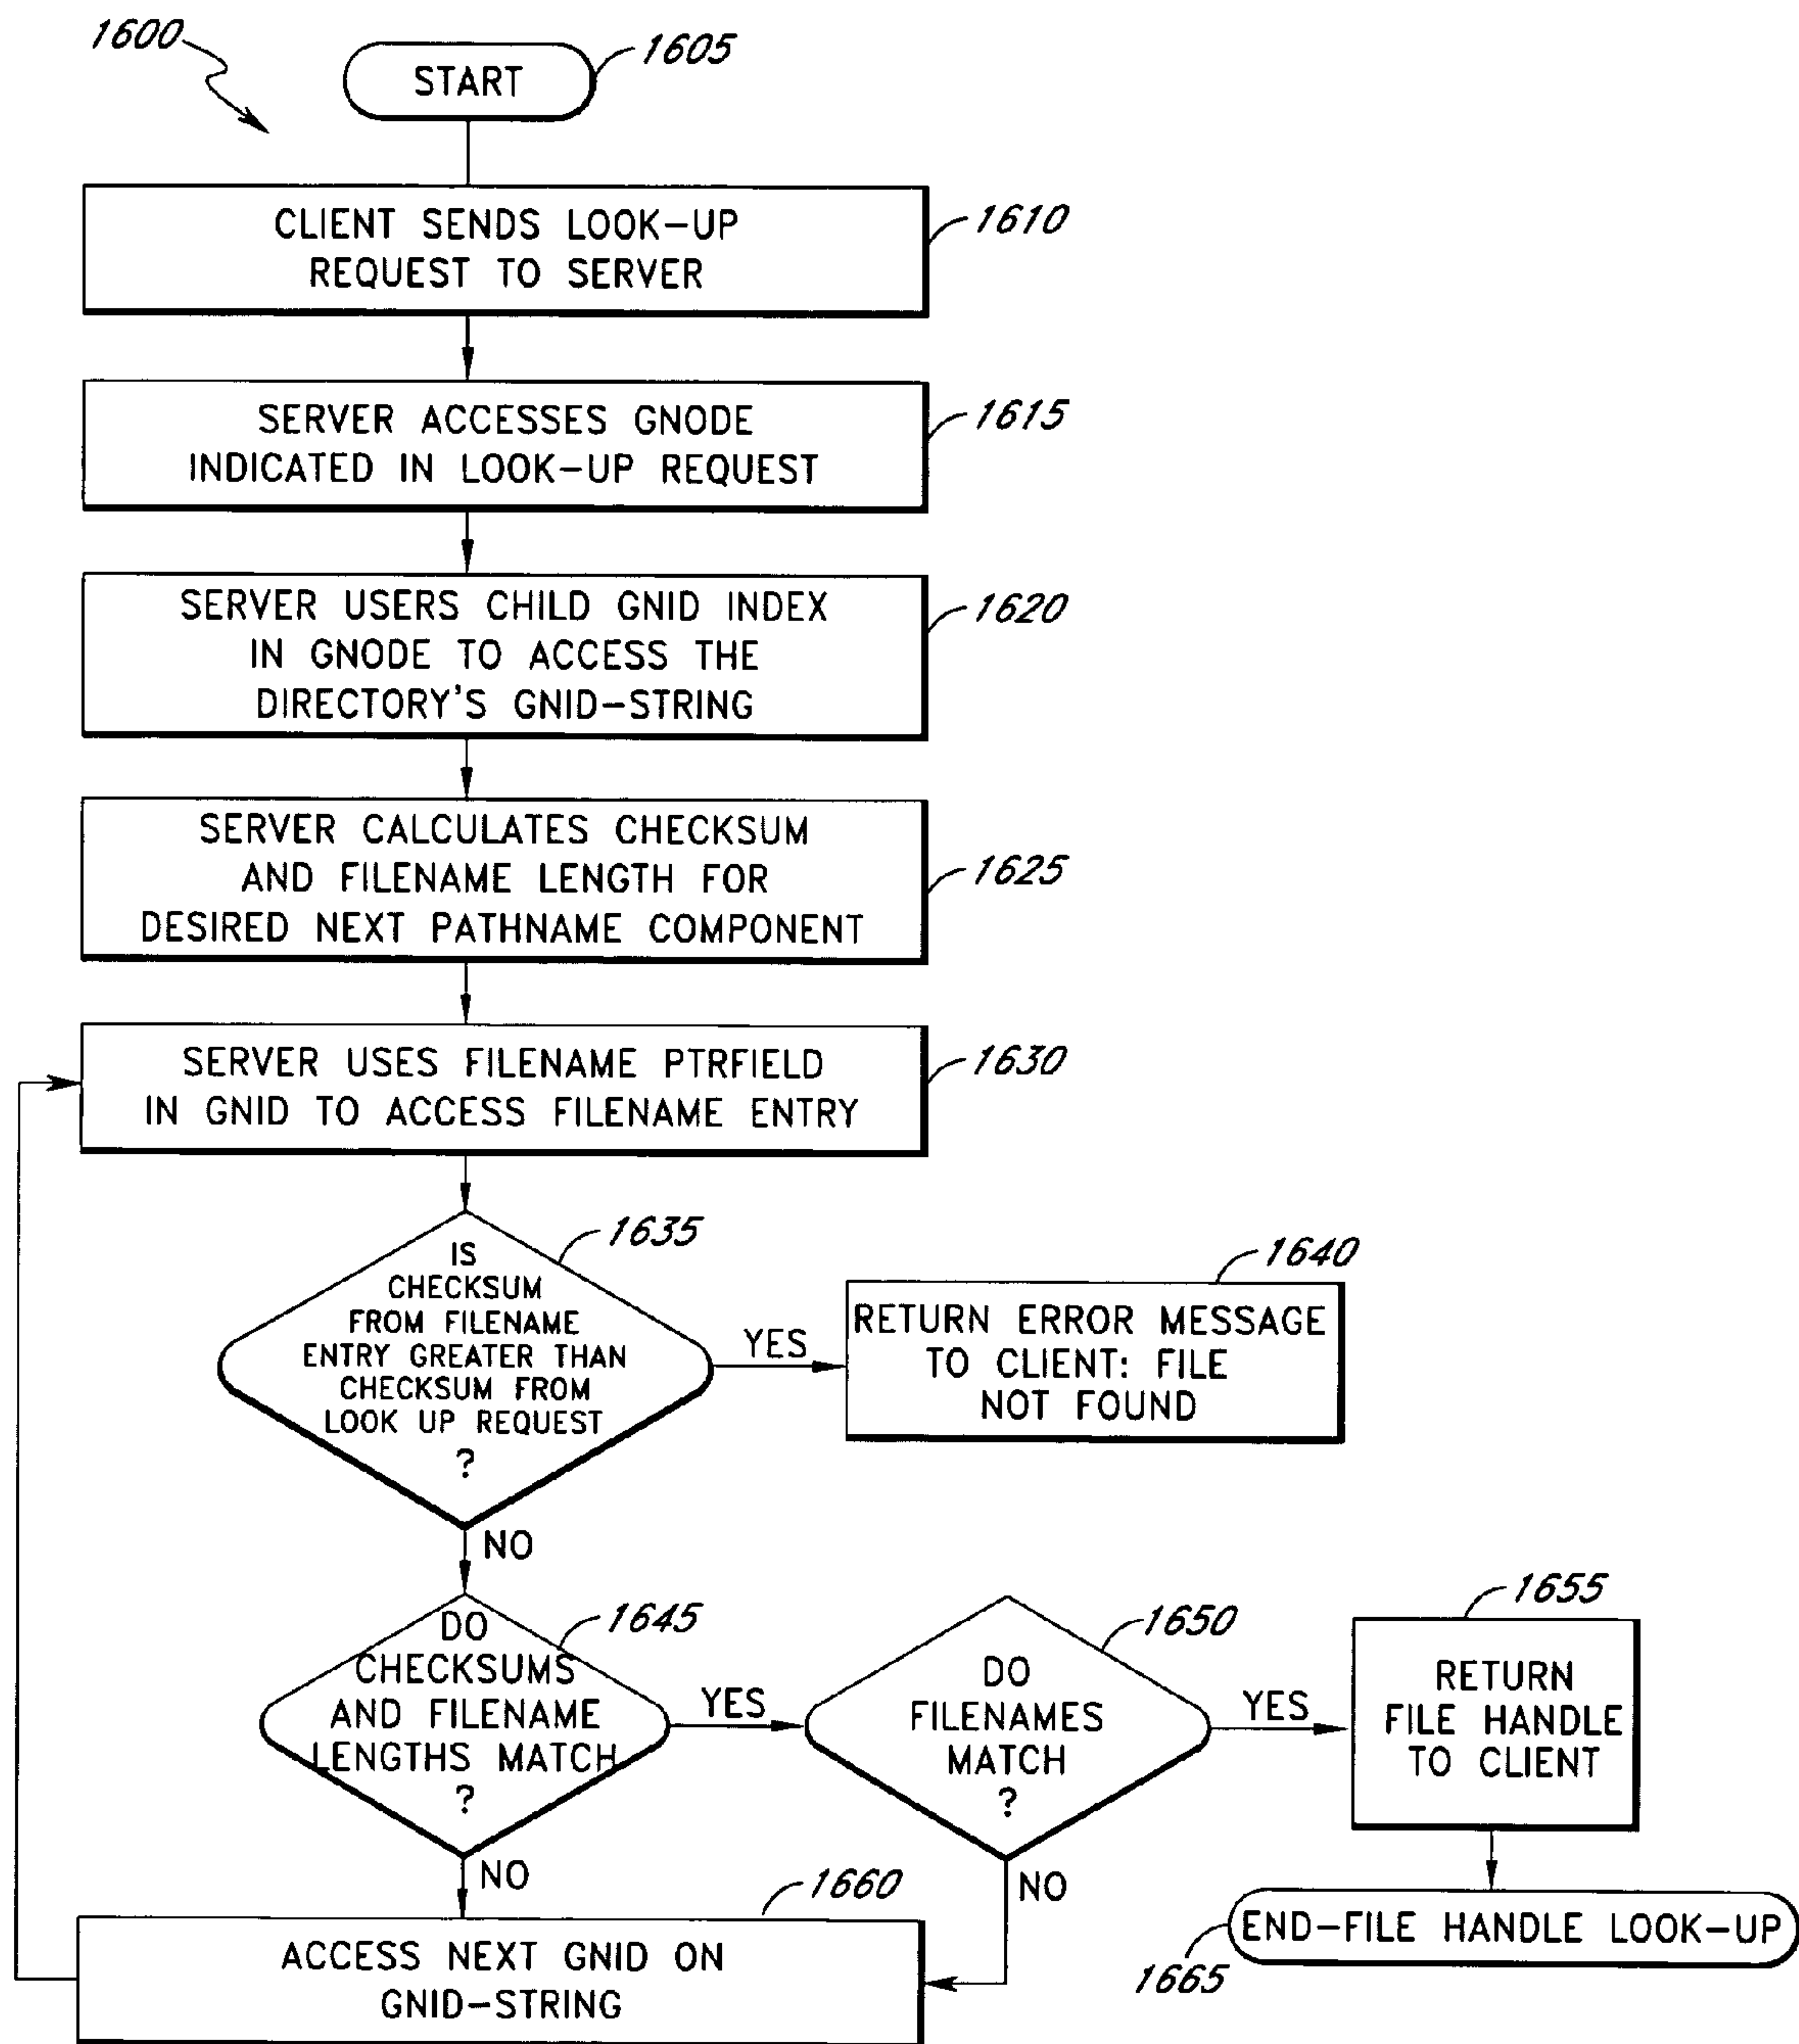 1600
START
1605
CLIENT SENDS LOOK-UP
REQUEST TO SERVER
1610
SERVER ACCESSES GNODE
INDICATED IN LOOK-UP REQUEST
1615
SERVER USERS CHILD GNID INDEX
IN GNODE TO ACCESS THE
DIRECTORY'S GNID-STRING
1620
SERVER CALCULATES CHECKSUM
AND FILENAME LENGTH FOR
DESIRED NEXT PATHNAME COMPONENT
1625
SERVER USES FILENAME PTRFIELD
IN GNID TO ACCESS FILENAME ENTRY
1630
IS
CHECKSUM
FROM FILENAME
ENTRY GREATER THAN
CHECKSUM FROM
LOOK UP REQUEST
?
1635
YES
RETURN ERROR MESSAGE
TO CLIENT: FILE
NOT FOUND
1640
NO
DO
CHECKSUMS
AND FILENAME
LENGTHS MATCH
?
1645
YES
DO
FILENAMES
MATCH
?
1650
YES
RETURN
FILE HANDLE
TO CLIENT
1655
NO
NO
ACCESS NEXT GNID ON
GNID-STRING
1660
END-FILE HANDLE LOOK-UP
1665